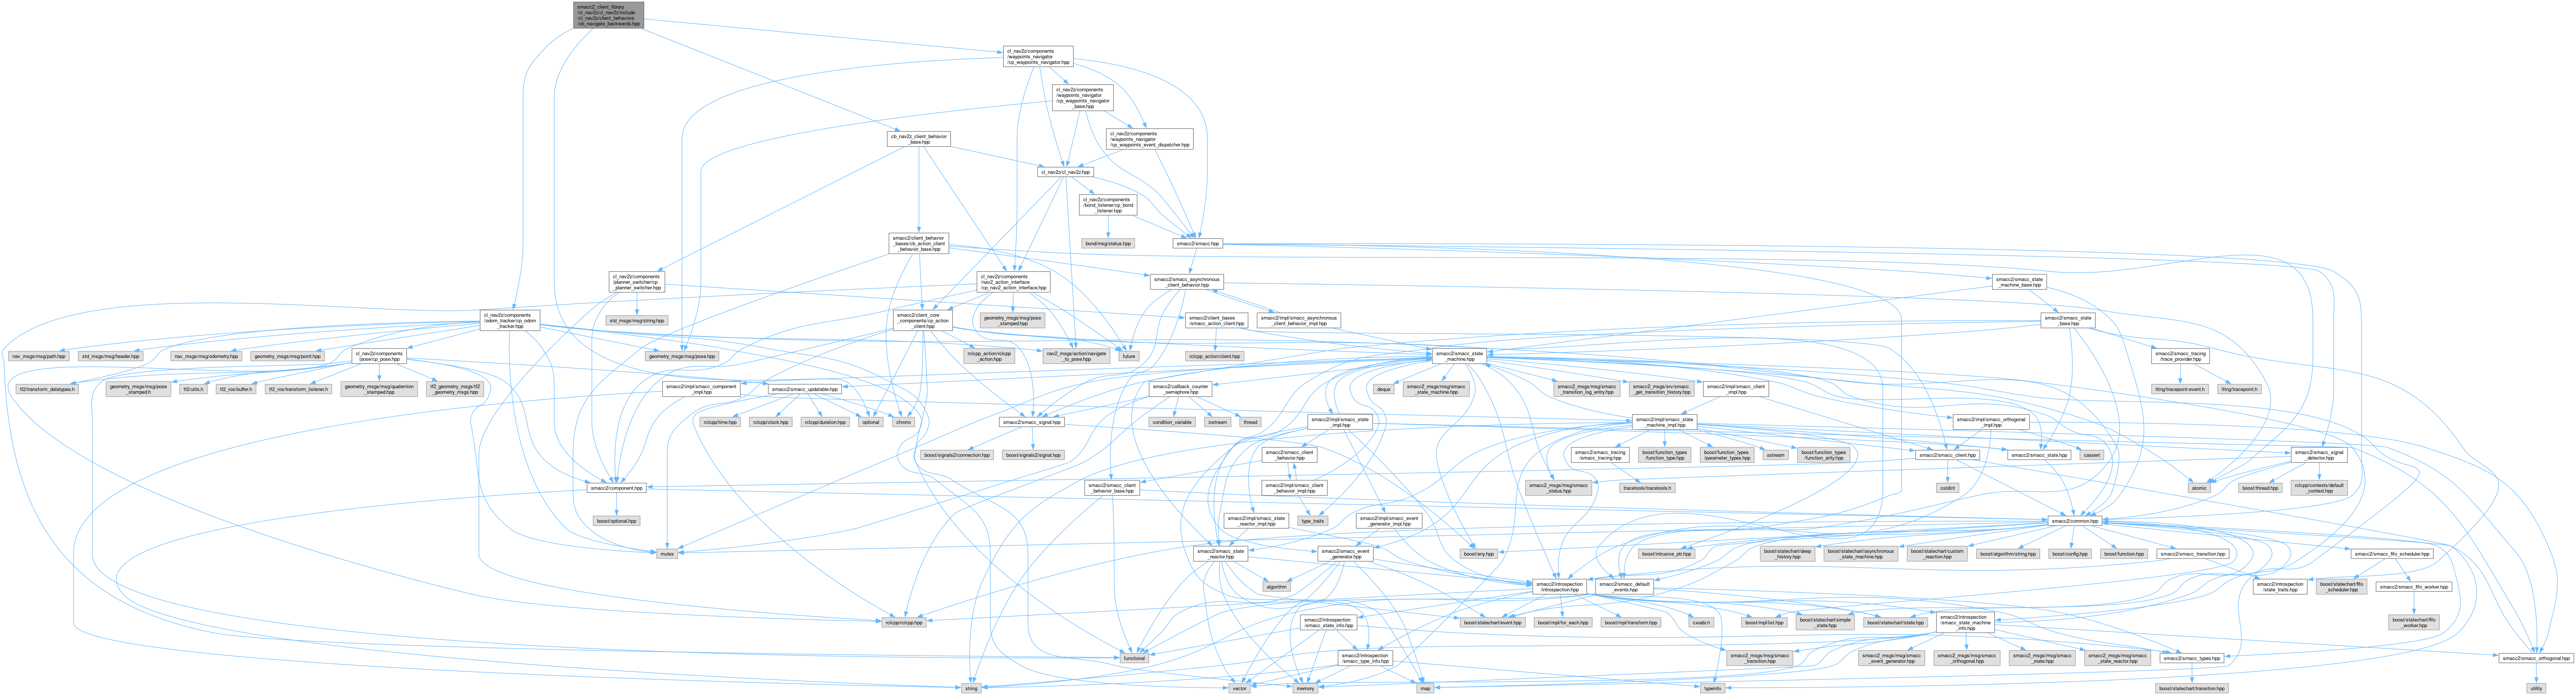 smacc2_client_library
/cl_nav2z/cl_nav2z/include
/cl_nav2z/client_behaviors
/cb_navigate_backwards.hpp
cl_nav2z/components
/waypoints_navigator
/cp_waypoints_navigator.hpp
cl_nav2z/components
/waypoints_navigator
/cp_waypoints_navigator
_base.hpp
cb_nav2z_client_behavior
_base.hpp
cl_nav2z/components
/waypoints_navigator
/cp_waypoints_event_dispatcher.hpp
cl_nav2z/cl_nav2z.hpp
cl_nav2z/components
/bond_listener/cp_bond
_listener.hpp
smacc2/client_behavior
_bases/cb_action_client
_behavior_base.hpp
bond/msg/status.hpp
smacc2/smacc.hpp
cl_nav2z/components
/planner_switcher/cp
_planner_switcher.hpp
cl_nav2z/components
/nav2_action_interface
/cp_nav2_action_interface.hpp
smacc2/smacc_asynchronous
_client_behavior.hpp
smacc2/smacc_state
_machine_base.hpp
cl_nav2z/components
/odom_tracker/cp_odom
_tracker.hpp
std_msgs/msg/string.hpp
smacc2/client_core
_components/cp_action
_client.hpp
geometry_msgs/msg/pose
_stamped.hpp
smacc2/client_bases
/smacc_action_client.hpp
smacc2/impl/smacc_asynchronous
_client_behavior_impl.hpp
smacc2/smacc_state
_base.hpp
nav_msgs/msg/path.hpp
std_msgs/msg/header.hpp
nav_msgs/msg/odometry.hpp
geometry_msgs/msg/point.hpp
cl_nav2z/components
/pose/cp_pose.hpp
geometry_msgs/msg/pose.hpp
rclcpp_action/rclcpp
_action.hpp
nav2_msgs/action/navigate
_to_pose.hpp
future
rclcpp_action/client.hpp
smacc2/smacc_state
_machine.hpp
smacc2/smacc_tracing
/trace_provider.hpp
tf2/transform_datatypes.h
geometry_msgs/msg/pose
_stamped.h
tf2/utils.h
tf2_ros/buffer.h
tf2_ros/transform_listener.h
geometry_msgs/msg/quaternion
_stamped.hpp
tf2_geometry_msgs/tf2
_geometry_msgs.hpp
smacc2/impl/smacc_component
_impl.hpp
smacc2/smacc_updatable.hpp
smacc2/callback_counter
_semaphore.hpp
deque
smacc2_msgs/msg/smacc
_state_machine.hpp
smacc2_msgs/msg/smacc
_transition_log_entry.hpp
smacc2_msgs/srv/smacc
_get_transition_history.hpp
smacc2/impl/smacc_client
_impl.hpp
lttng/tracepoint-event.h
lttng/tracepoint.h
rclcpp/time.hpp
rclcpp/clock.hpp
rclcpp/duration.hpp
optional
chrono
smacc2/smacc_signal.hpp
condition_variable
iostream
thread
smacc2/impl/smacc_state
_impl.hpp
smacc2/impl/smacc_state
_machine_impl.hpp
smacc2/impl/smacc_orthogonal
_impl.hpp
boost/signals2/connection.hpp
boost/signals2/signal.hpp
smacc2/smacc_client
_behavior.hpp
smacc2/smacc_tracing
/smacc_tracing.hpp
boost/function_types
/function_type.hpp
boost/function_types
/parameter_types.hpp
sstream
boost/function_types
/function_arity.hpp
smacc2/smacc_client.hpp
smacc2/smacc_state.hpp
cassert
smacc2/smacc_signal
_detector.hpp
smacc2/component.hpp
smacc2/smacc_client
_behavior_base.hpp
smacc2/impl/smacc_client
_behavior_impl.hpp
smacc2_msgs/msg/smacc
_status.hpp
tracetools/tracetools.h
cstdint
atomic
boost/thread.hpp
rclcpp/contexts/default
_context.hpp
boost/optional.hpp
smacc2/impl/smacc_state
_reactor_impl.hpp
type_traits
smacc2/impl/smacc_event
_generator_impl.hpp
smacc2/common.hpp
mutex
smacc2/smacc_state
_reactor.hpp
smacc2/smacc_event
_generator.hpp
boost/any.hpp
boost/intrusive_ptr.hpp
boost/statechart/deep
_history.hpp
boost/statechart/asynchronous
_state_machine.hpp
boost/statechart/custom
_reaction.hpp
boost/algorithm/string.hpp
boost/config.hpp
boost/function.hpp
smacc2/smacc_transition.hpp
smacc2/smacc_fifo_scheduler.hpp
algorithm
smacc2/introspection
/introspection.hpp
smacc2/smacc_default
_events.hpp
smacc2/introspection
/state_traits.hpp
boost/statechart/fifo
_scheduler.hpp
smacc2/smacc_fifo_worker.hpp
rclcpp/rclcpp.hpp
smacc2/introspection
/smacc_state_info.hpp
boost/statechart/event.hpp
boost/mpl/for_each.hpp
boost/mpl/transform.hpp
cxxabi.h
boost/mpl/list.hpp
boost/statechart/simple
_state.hpp
boost/statechart/state.hpp
smacc2/introspection
/smacc_state_machine
_info.hpp
boost/statechart/fifo
_worker.hpp
functional
smacc2/introspection
/smacc_type_info.hpp
smacc2_msgs/msg/smacc
_transition.hpp
smacc2_msgs/msg/smacc
_event_generator.hpp
smacc2_msgs/msg/smacc
_orthogonal.hpp
smacc2_msgs/msg/smacc
_state.hpp
smacc2_msgs/msg/smacc
_state_reactor.hpp
smacc2/smacc_types.hpp
smacc2/smacc_orthogonal.hpp
string
vector
memory
map
typeinfo
boost/statechart/transition.hpp
utility